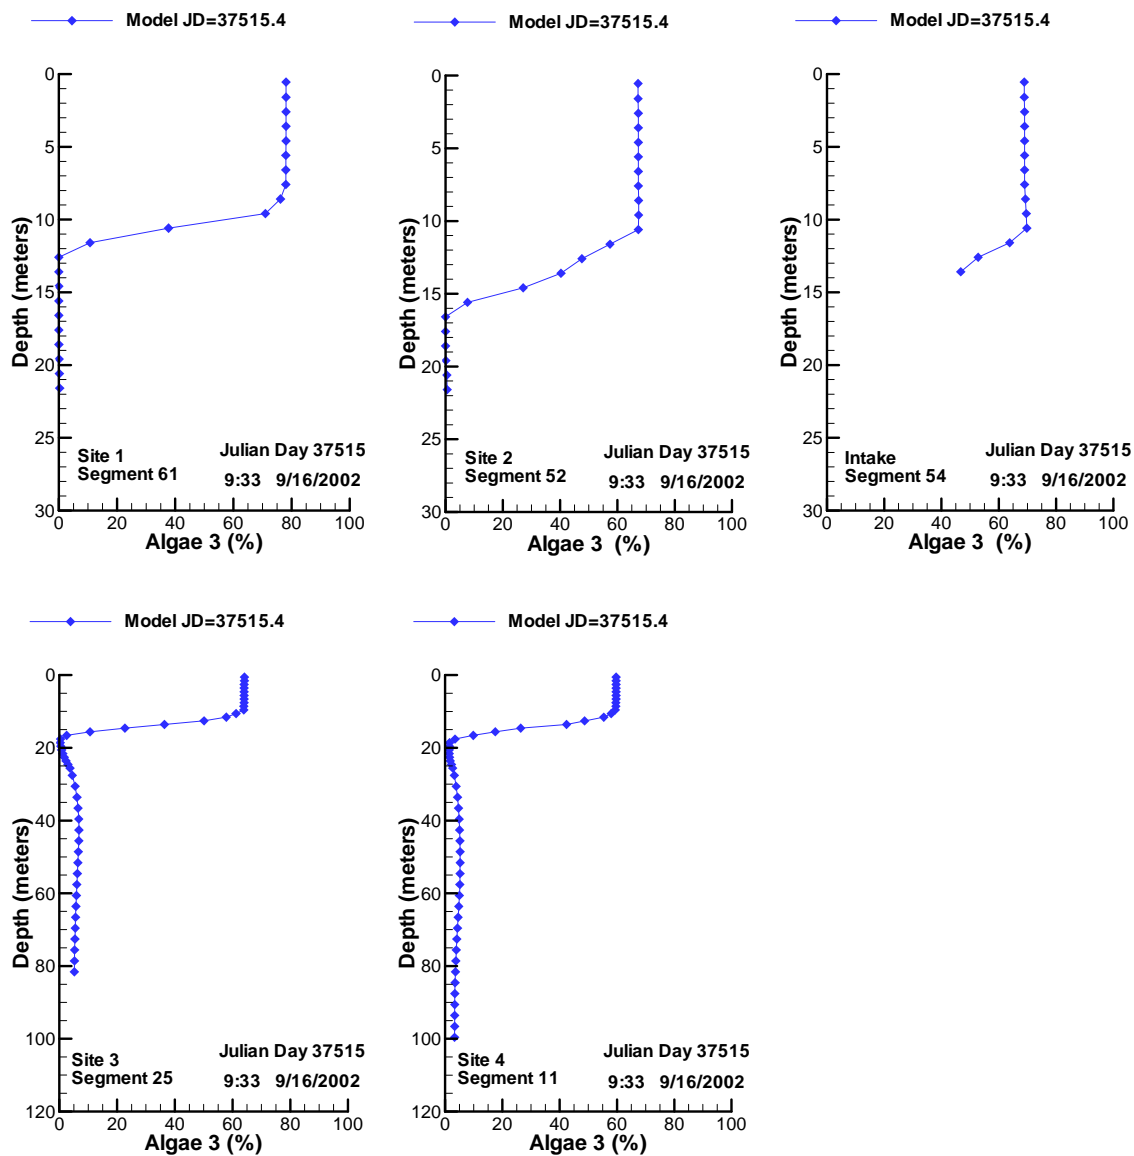 Model JD=37515.4
0
5
10
15
20
25
30
Depth (meters)
Site 1
Segment 61
Julian Day 37515
9:33 9/16/2002
0 20 40 60 80 100
Algae 3 (%)
Model JD=37515.4
0
5
10
15
20
25
30
Depth (meters)
Site 2
Segment 52
Julian Day 37515
9:33 9/16/2002
0 20 40 60 80 100
Algae 3 (%)
Model JD=37515.4
0
5
10
15
20
25
30
Depth (meters)
Intake
Segment 54
Julian Day 37515
9:33 9/16/2002
0 20 40 60 80 100
Algae 3 (%)
Model JD=37515.4
0
20
40
60
80
100
120
Depth (meters)
Site 3
Segment 25
Julian Day 37515
9:33 9/16/2002
0 20 40 60 80 100
Algae 3 (%)
Model JD=37515.4
0
20
40
60
80
100
120
Depth (meters)
Site 4
Segment 11
Julian Day 37515
9:33 9/16/2002
0 20 40 60 80 100
Algae 3 (%)